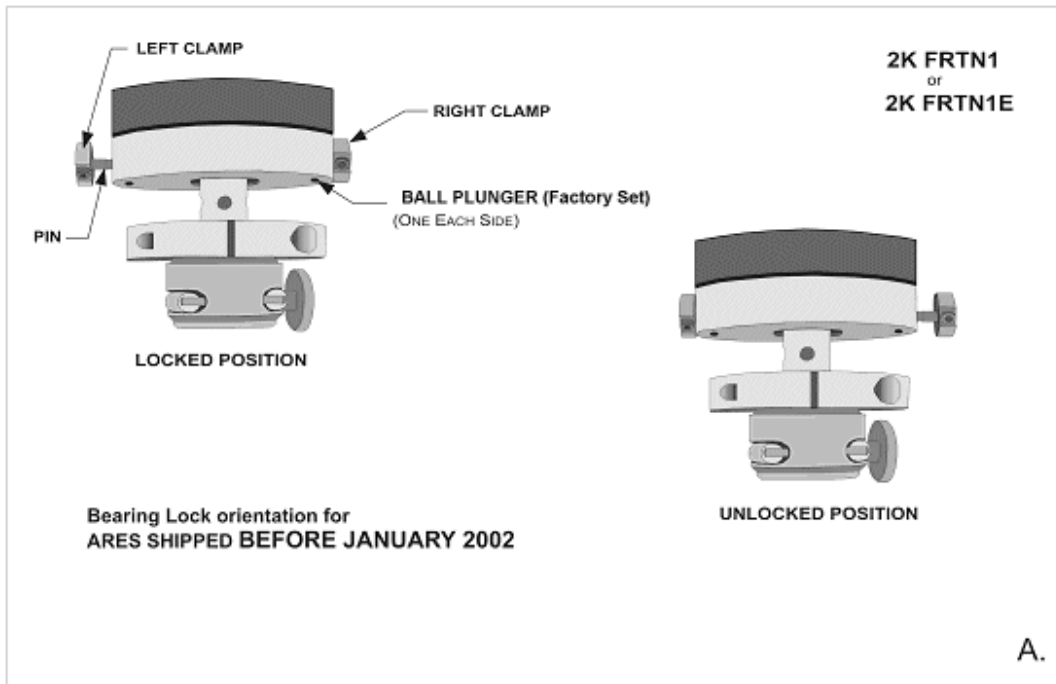 LEFT CLAMP
2K FRTN1
or
2K FRTN1E
RIGHT CLAMP
BALL PLUNGER (Factory Set)
(ONE EACH SIDE)
PIN
LOCKED POSITION
UNLOCKED POSITION
Bearing Lock orientation for
ARES SHIPPED BEFORE JANUARY 2002
A.